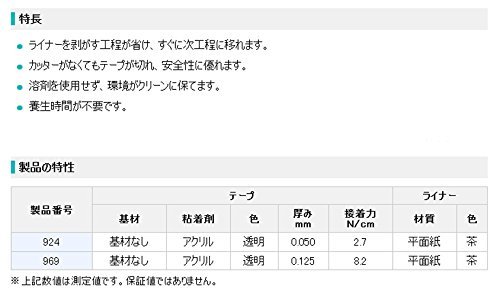 特長
ライナーを剥がす工程が省け、すぐに次工程に移れます。
カッターがなくてもテープが切れ、安全性に優れます。
溶剤を使用せず、環境がクリーンに保てます。
養生時間が不要です。
製品の特性
製品番号 テープ ライナー
基材 粘着剤 色 厚み mm 接着力 N/cm 材質 色
924 基材なし アクリル 透明 0.050 2.7 平面紙 茶
969 基材なし アクリル 透明 0.125 8.2 平面紙 茶
※ 上記数値は測定値です。保証値ではありません。